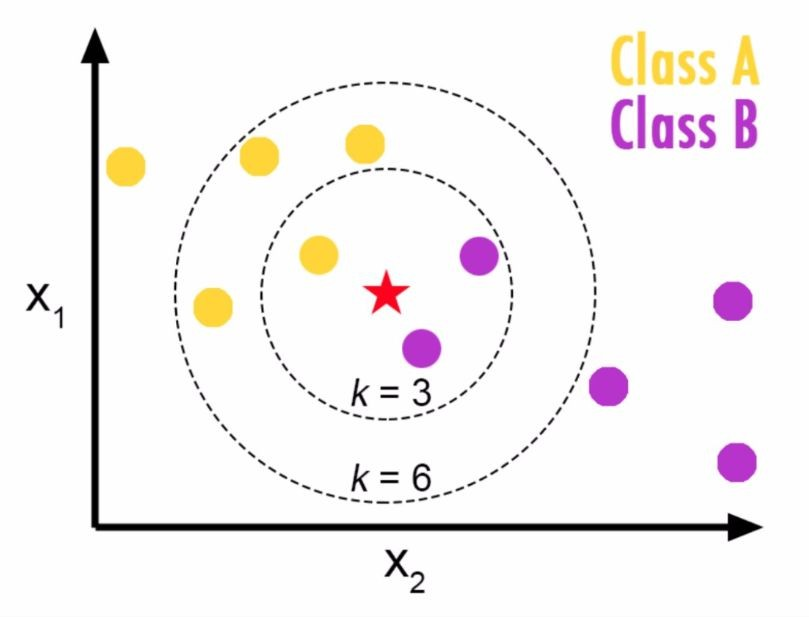 Class A
Class B
x1
k = 3
k = 6
x2